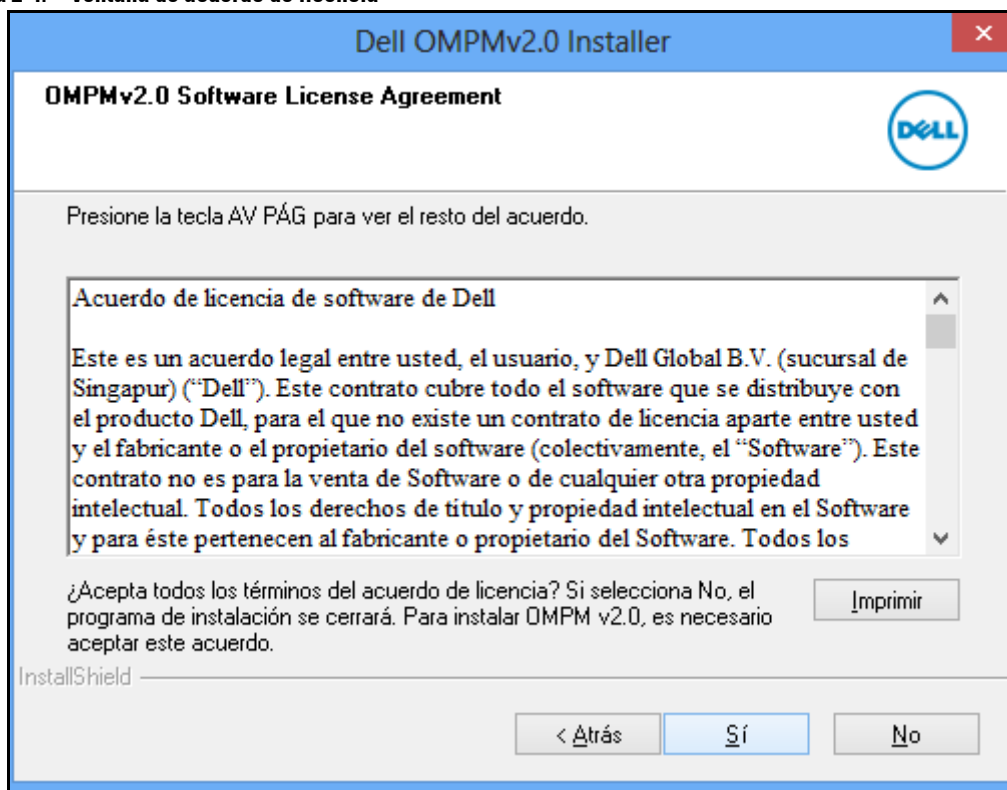 Ventana de acuerdo de licencia
Dell OMPMv2.0 Installer
OMPMv2.0 Software License Agreement
DELL
Presione la tecla AV PÁG para ver el resto del acuerdo.
Acuerdo de licencia de software de Dell
Este es un acuerdo legal entre usted, el usuario, y Dell Global B.V. (sucursal de
Singapur) (“Dell”). Este contrato cubre todo el software que se distribuye con
el producto Dell, para el que no existe un contrato de licencia aparte entre usted
y el fabricante o el propietario del software (colectivamente, el “Software”). Este
contrato no es para la venta de Software o de cualquier otra propiedad
intelectual. Todos los derechos de titulo y propiedad intelectual en el Software
y para éste pertenecen al fabricante o propietario del Software. Todos los
¿Acepta todos los términos del acuerdo de licencia? Si selecciona No, el
programa de instalación se cerrará. Para instalar OMPM v2.0, es necesario
aceptar este acuerdo.
Imprimir
InstallShield
< Atrás
Sí
No